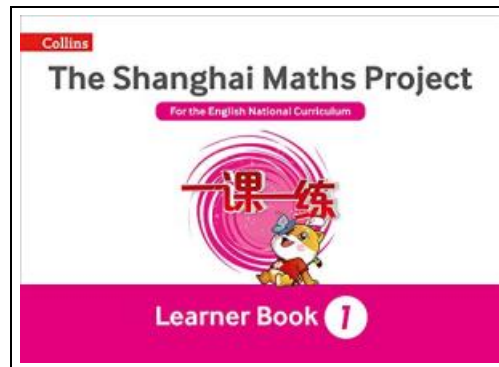 Collins
The Shanghai Maths Project
For the English National Curriculum
一课一练
Learner Book 1